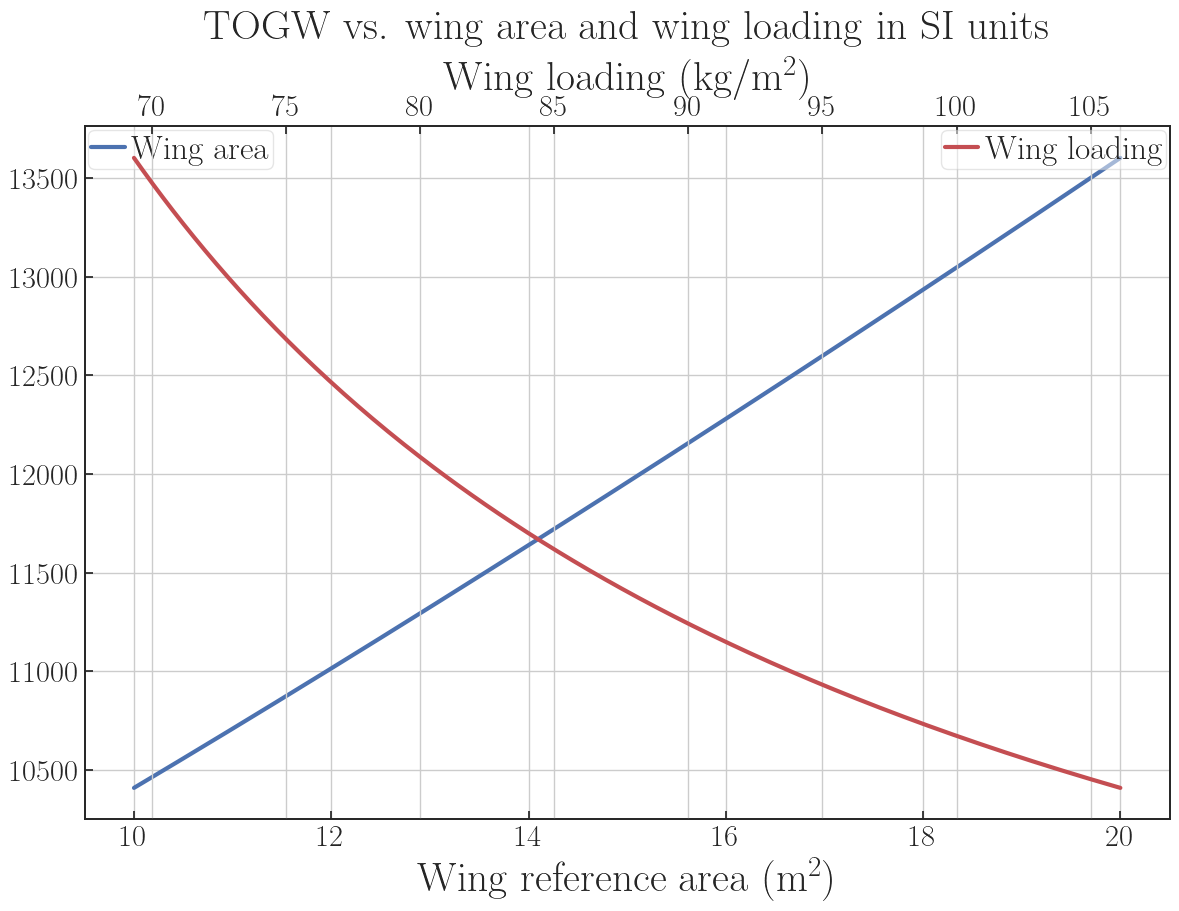 TOGW vs. wing area and wing loading in SI units
Wing loading (kg/m²)
70 75 80 85 90 95 100 105
Wing area
Wing loading
13500
13000
12500
12000
11500
11000
10500
10 12 14 16 18 20
Wing reference area (m²)